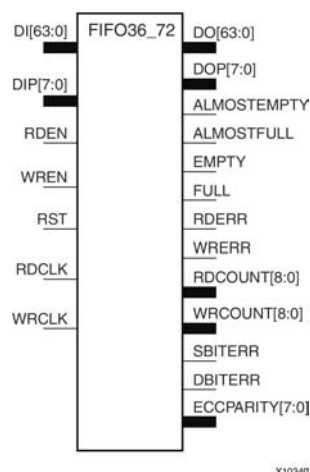 DI[63:0]
FIFO36_72
DO[63:0]
DIP[7:0]
DOP[7:0]
ALMOSTEMPTY
RDEN
ALMOSTFULL
EMPTY
WREN
FULL
RST
RDERR
WRERR
RDCLK
RDCOUNT[8:0]
WRCLK
WRCOUNT[8:0]
SBITERR
DBITERR
ECCPARITY[7:0]